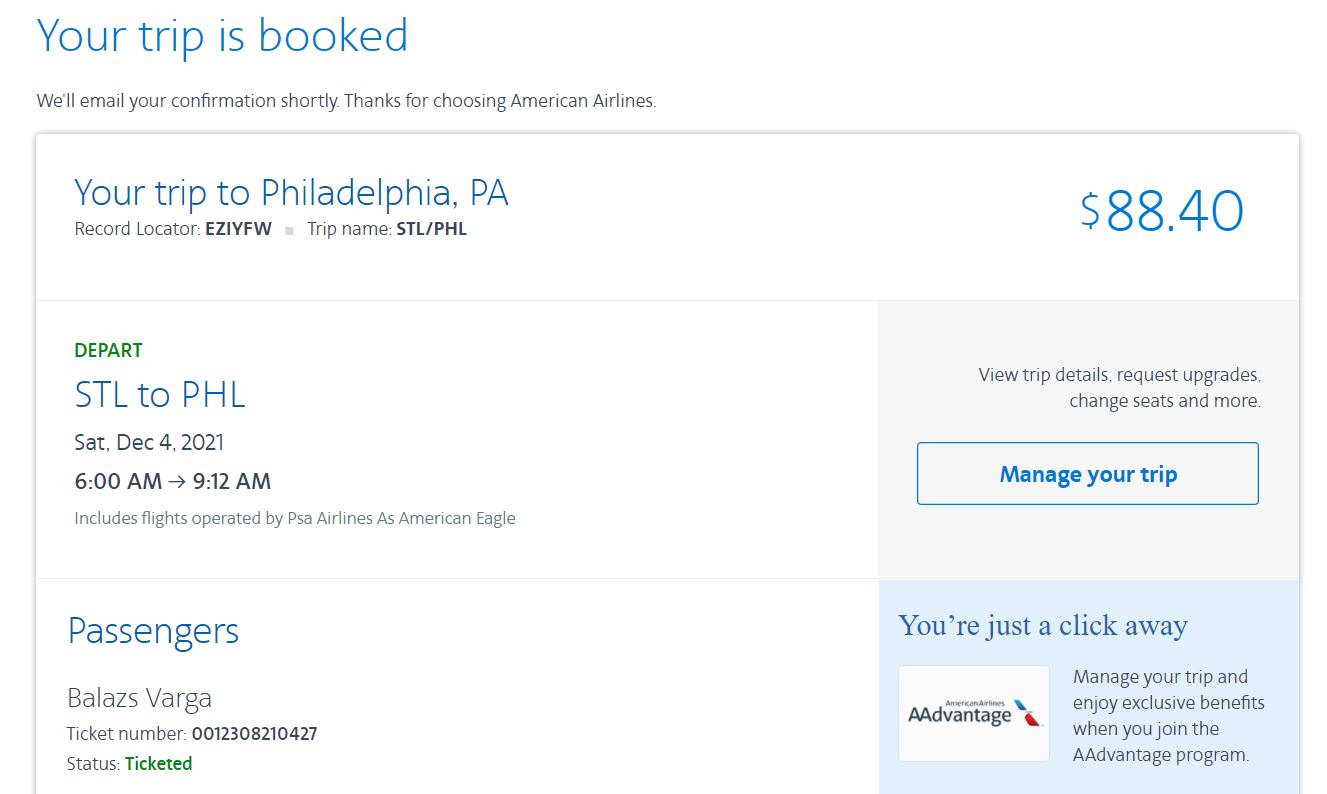 Your trip is booked
We'll email your confirmation shortly. Thanks for choosing American Airlines.
Your trip to Philadelphia, PA
$88.40
Record Locator: EZIYFW Trip name: STL/PHL
DEPART
STL to PHL
Sat, Dec 4, 2021
6:00 AM → 9:12 AM
Includes flights operated by Psa Airlines As American Eagle
View trip details, request upgrades,
change seats and more.
Manage your trip
Passengers
Balazs Varga
Ticket number: 0012308210427
Status: Ticketed
You’re just a click away
American Airlines
AAdvantage
Manage your trip and
enjoy exclusive benefits
when you join the
AAdvantage program.